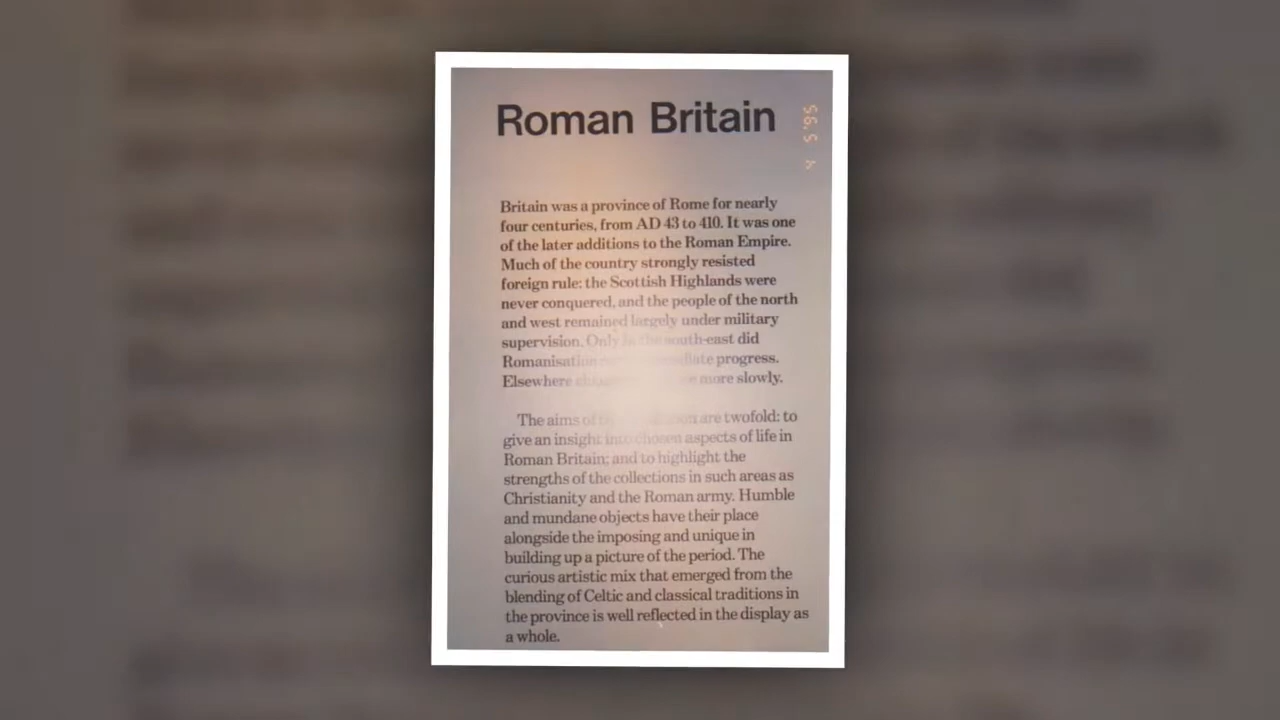 Roman Britain
56.5. 4
Britain was a province of Rome for nearly
four centuries, from AD 43 to 410. It was one
of the later additions to the Roman Empire.
Much of the country strongly resisted
foreign rule: the Scottish Highlands were
never conquered, and the people of the north
and west remained largely under military
supervision. Only in the south-east did
Romanisation progress.
Elsewhere more slowly.
The aims of are twofold: to
give an insight into chosen aspects of life in
Roman Britain; and to highlight the
strengths of the collections in such areas as
Christianity and the Roman army. Humble
and mundane objects have their place
alongside the imposing and unique in
building up a picture of the period. The
curious artistic mix that emerged from the
blending of Celtic and classical traditions in
the province is well reflected in the display as
a whole.